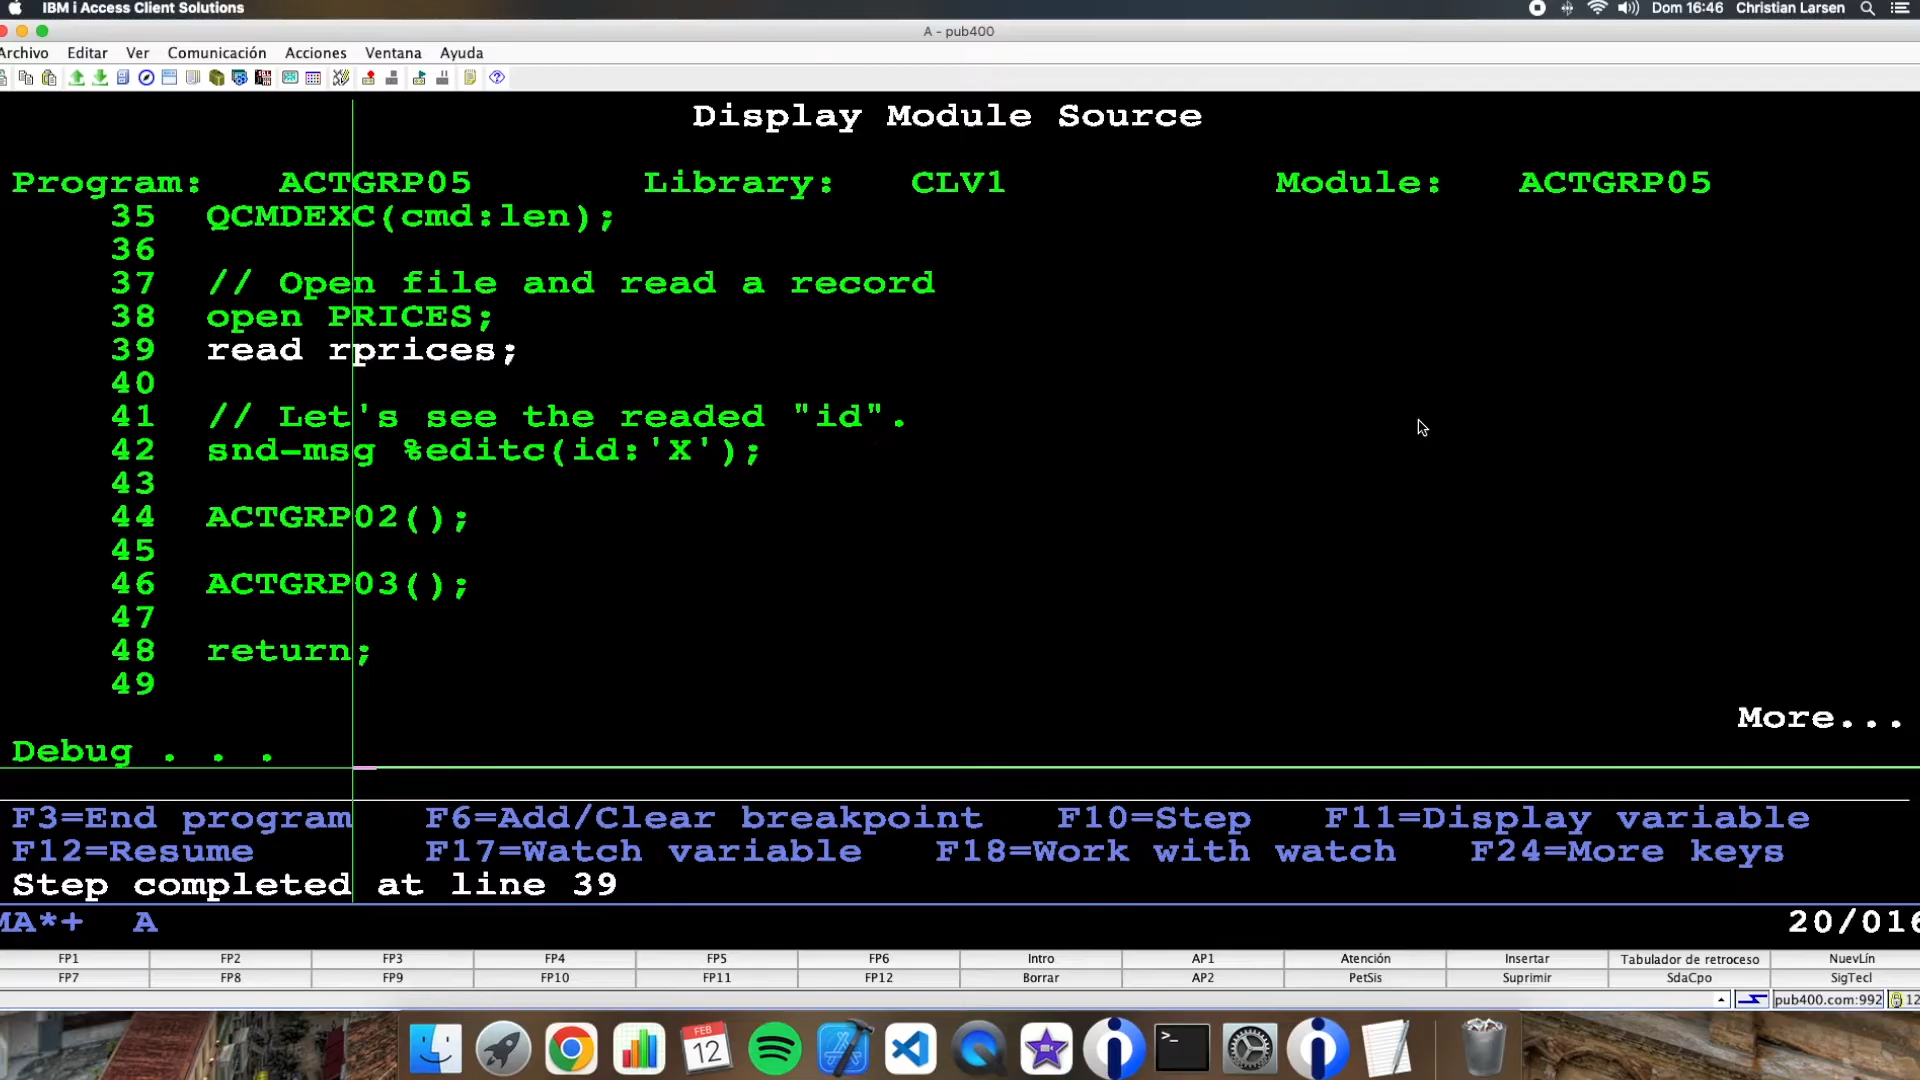 IBM i Access Client Solutions
Dom 16:46 Christian Larsen
A - pub400
Archivo Editar Ver Comunicación Acciones Ventana Ayuda
Display Module Source
Program: ACTGRP05 Library: CLV1 Module: ACTGRP05
35 QCMDEXC(cmd:len);
36
37 // Open file and read a record
38 open PRICES;
39 read rprices;
40
41 // Let's see the readed "id".
42 snd-msg %editc(id:'X');
43
44 ACTGRP02();
45
46 ACTGRP03();
47
48 return;
49
More...
Debug . . .
F3=End program F6=Add/Clear breakpoint F10=Step F11=Display variable
F12=Resume F17=Watch variable F18=Work with watch F24=More keys
Step completed at line 39
MA*+ A 20/016
FP1 FP2 FP3 FP4 FP5 FP6 Intro AP1 Atención Insertar Tabulador de retroceso NuevLín
FP7 FP8 FP9 FP10 FP11 FP12 Borrar AP2 PetSis Suprimir SdaCpo SigTecl
pub400.com:992 12
FEB
12